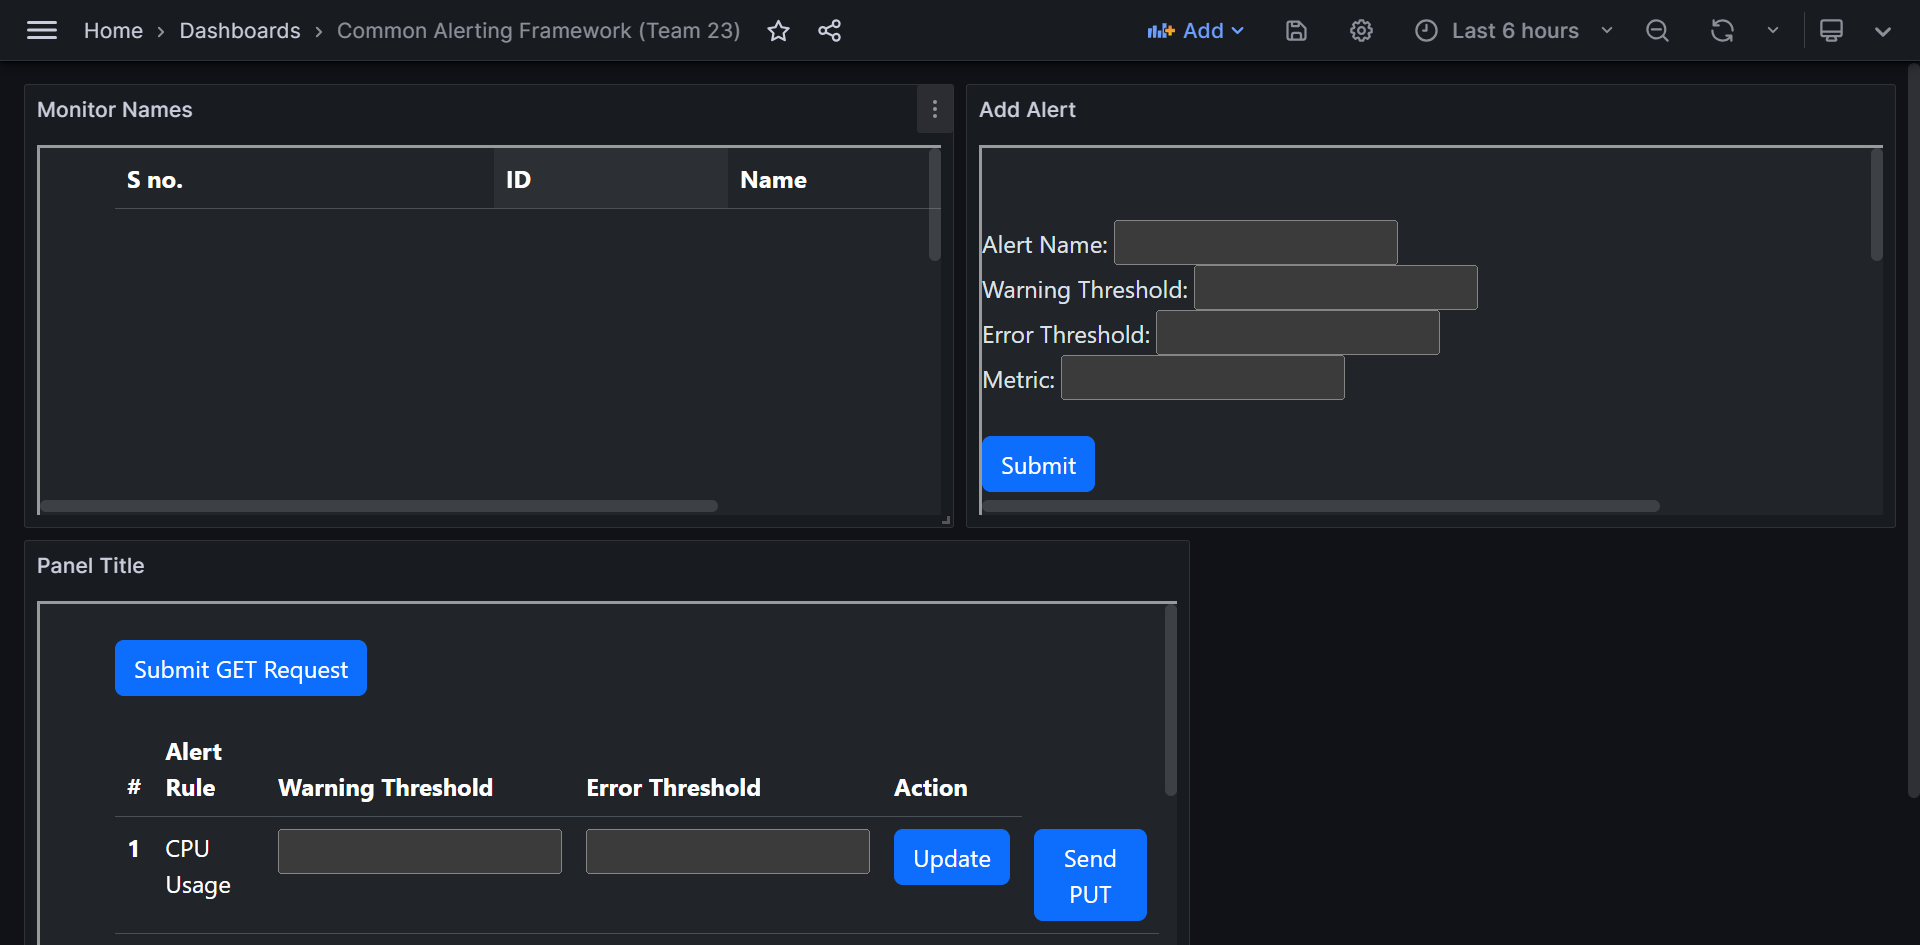 Home › Dashboards › Common Alerting Framework (Team 23)
Add
Last 6 hours
Monitor Names
S no. ID Name
Add Alert
Alert Name:
Warning Threshold:
Error Threshold:
Metric:
Submit
Panel Title
Submit GET Request
# Alert Rule Warning Threshold Error Threshold Action
1 CPU Usage Update Send PUT